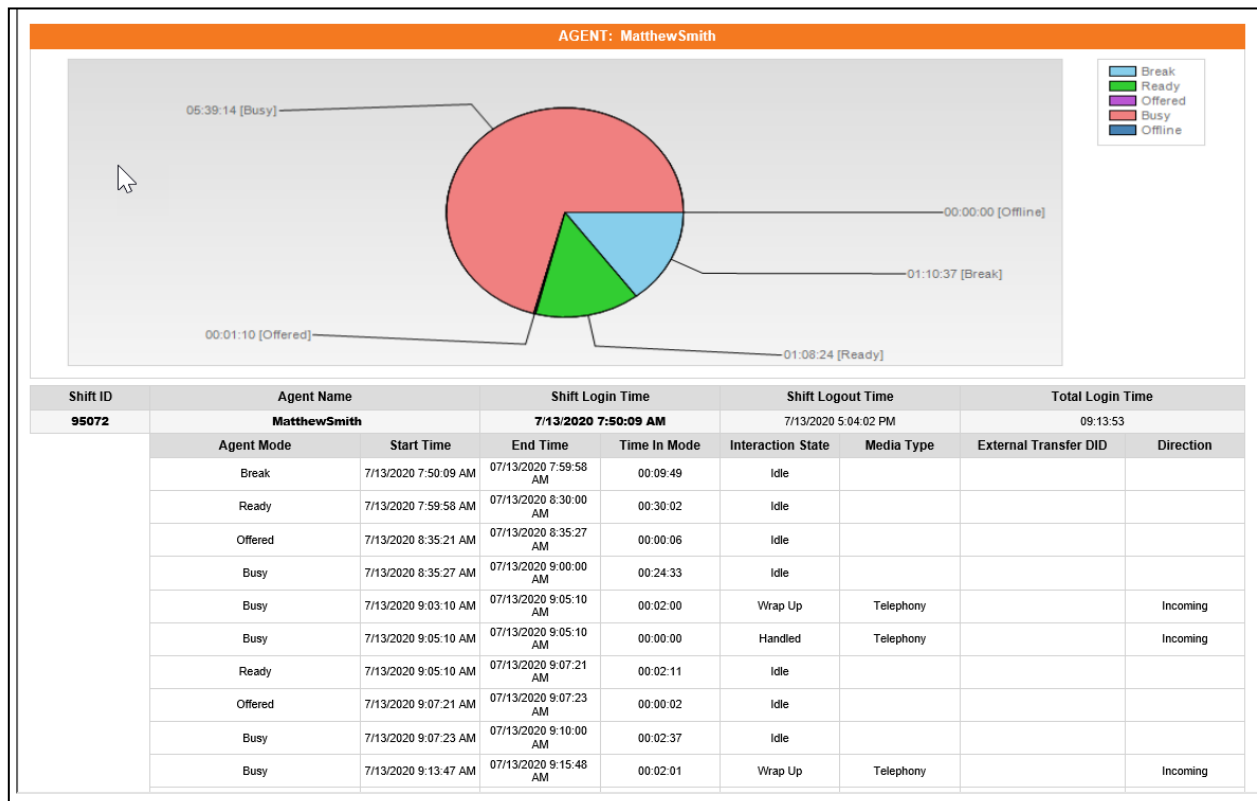 AGENT: MatthewSmith
Break
Ready
Offered
Busy
Offline
05:39:14 [Busy]
00:00:00 [Offline]
01:10:37 [Break]
00:01:10 [Offered]
01:08:24 [Ready]
Shift ID Agent Name Shift Login Time Shift Logout Time Total Login Time
95072 MatthewSmith 7/13/2020 7:50:09 AM 7/13/2020 5:04:02 PM 09:13:53
Agent Mode Start Time End Time Time In Mode Interaction State Media Type External Transfer DID Direction
Break 7/13/2020 7:50:09 AM 07/13/2020 7:59:58 AM 00:09:49 Idle
Ready 7/13/2020 7:59:58 AM 07/13/2020 8:30:00 AM 00:30:02 Idle
Offered 7/13/2020 8:35:21 AM 07/13/2020 8:35:27 AM 00:00:06 Idle
Busy 7/13/2020 8:35:27 AM 07/13/2020 9:00:00 AM 00:24:33 Idle
Busy 7/13/2020 9:03:10 AM 07/13/2020 9:05:10 AM 00:02:00 Wrap Up Telephony Incoming
Busy 7/13/2020 9:05:10 AM 07/13/2020 9:05:10 AM 00:00:00 Handled Telephony Incoming
Ready 7/13/2020 9:05:10 AM 07/13/2020 9:07:21 AM 00:02:11 Idle
Offered 7/13/2020 9:07:21 AM 07/13/2020 9:07:23 AM 00:00:02 Idle
Busy 7/13/2020 9:07:23 AM 07/13/2020 9:10:00 AM 00:02:37 Idle
Busy 7/13/2020 9:13:47 AM 07/13/2020 9:15:48 AM 00:02:01 Wrap Up Telephony Incoming